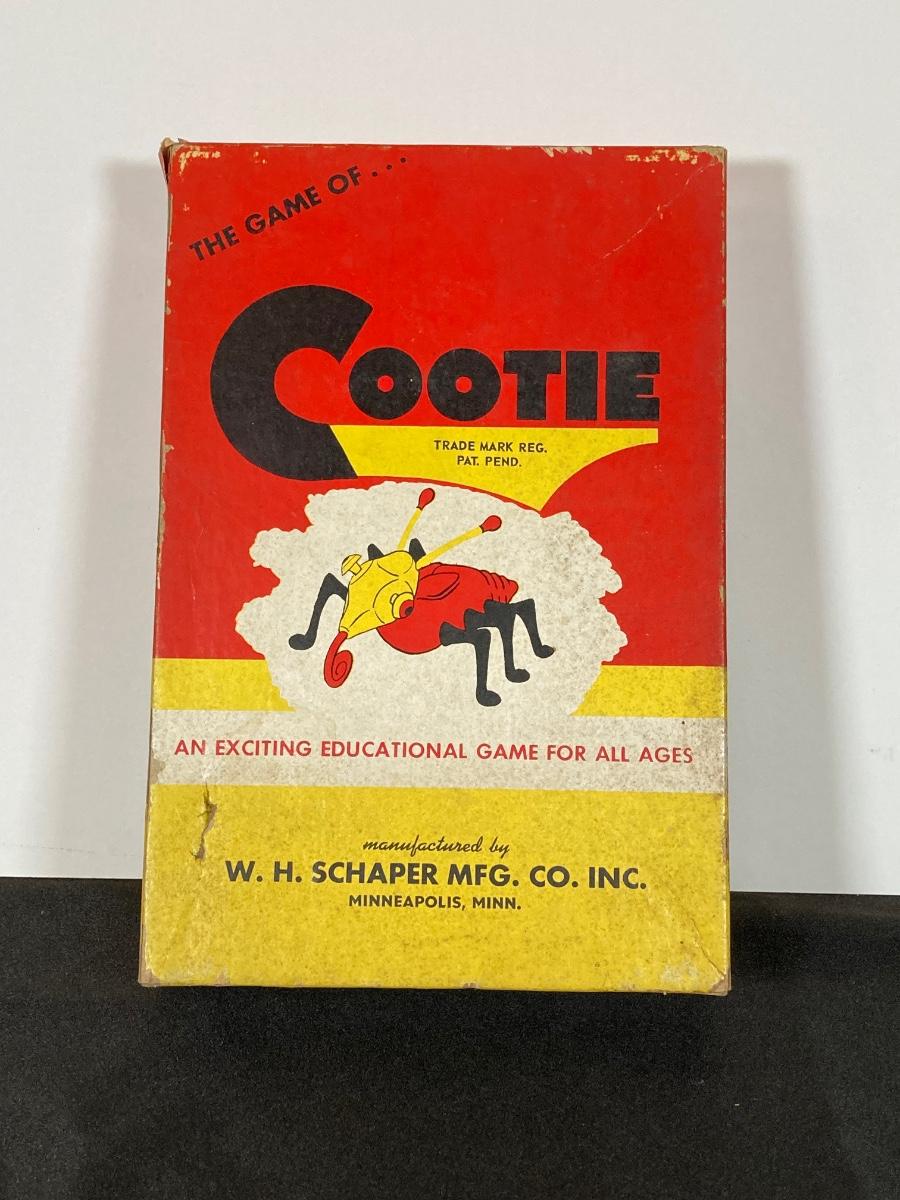 THE GAME OF...
COOTIE
TRADE MARK REG.
PAT. PEND.
AN EXCITING EDUCATIONAL GAME FOR ALL AGES
manufactured by
W. H. SCHAPER MFG. CO. INC.
MINNEAPOLIS, MINN.